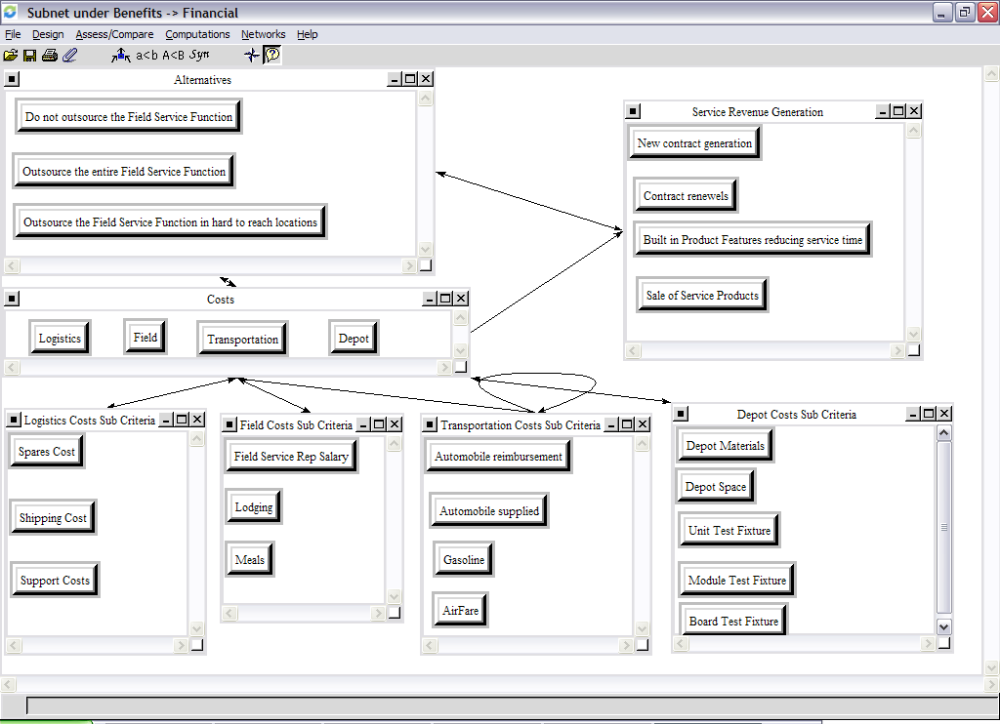 Subnet under Benefits -> Financial
File Design Assess/Compare Computations Networks Help
a<b A<B Syn
Alternatives
Do not outsource the Field Service Function
Outsource the entire Field Service Function
Outsource the Field Service Function in hard to reach locations
Service Revenue Generation
New contract generation
Contract renewels
Built in Product Features reducing service time
Sale of Service Products
Costs
Logistics Field Transportation Depot
Logistics Costs Sub Criteria
Spares Cost
Shipping Cost
Support Costs
Field Costs Sub Criteria
Field Service Rep Salary
Lodging
Meals
Transportation Costs Sub Criteria
Automobile reimbursement
Automobile supplied
Gasoline
AirFare
Depot Costs Sub Criteria
Depot Materials
Depot Space
Unit Test Fixture
Module Test Fixture
Board Test Fixture